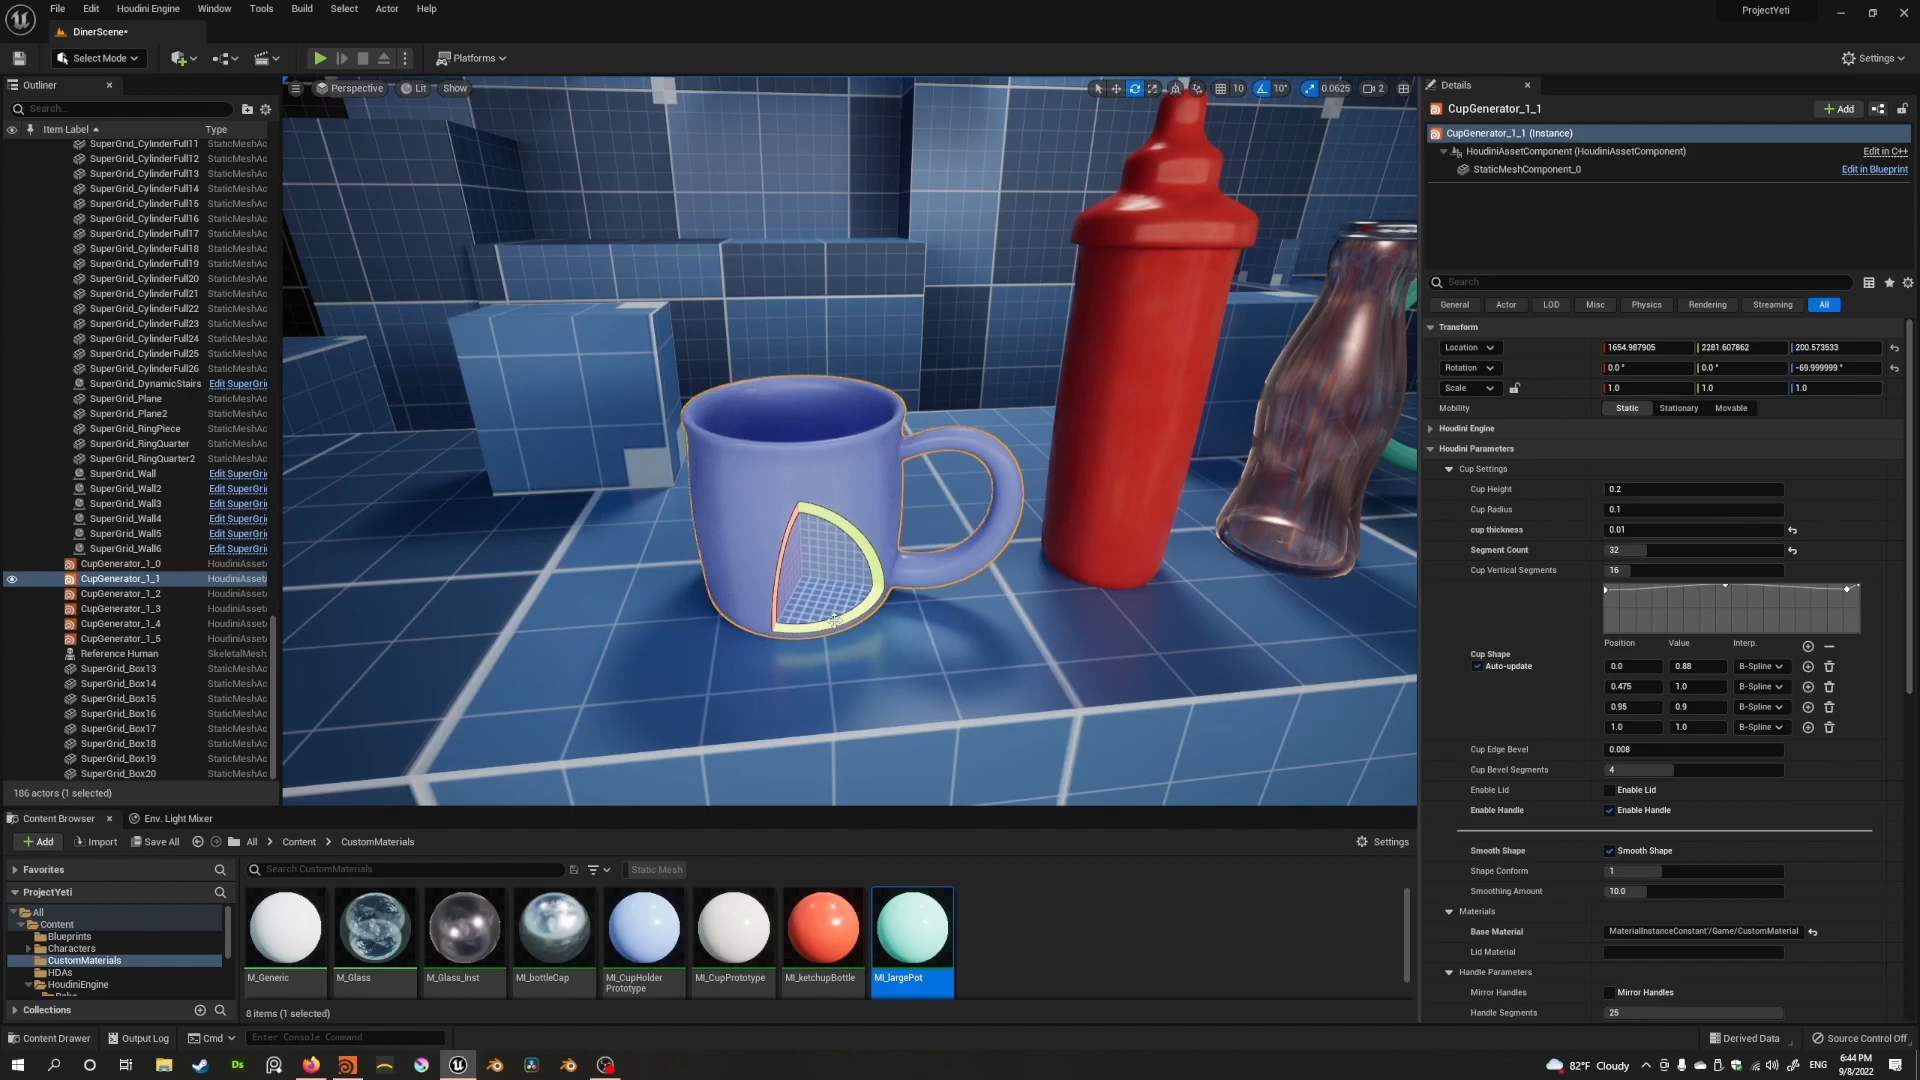 File Edit Window Houdini Engine Tools Build Select Actor Help
ProjectYeti
DinerScene*
Select Mode
Platforms
Settings
Outliner
Search...
Item Label Type
SuperGrid_CylinderFull11 StaticMeshAc
SuperGrid_CylinderFull12 StaticMeshAc
SuperGrid_CylinderFull13 StaticMeshAc
SuperGrid_CylinderFull14 StaticMeshAc
SuperGrid_CylinderFull15 StaticMeshAc
SuperGrid_CylinderFull16 StaticMeshAc
SuperGrid_CylinderFull17 StaticMeshAc
SuperGrid_CylinderFull18 StaticMeshAc
SuperGrid_CylinderFull19 StaticMeshAc
SuperGrid_CylinderFull20 StaticMeshAc
SuperGrid_CylinderFull21 StaticMeshAc
SuperGrid_CylinderFull22 StaticMeshAc
SuperGrid_CylinderFull23 StaticMeshAc
SuperGrid_CylinderFull24 StaticMeshAc
SuperGrid_CylinderFull25 StaticMeshAc
SuperGrid_CylinderFull26 StaticMeshAc
SuperGrid_DynamicStairs Edit SuperGri
SuperGrid_Plane StaticMeshAc
SuperGrid_Plane2 StaticMeshAc
SuperGrid_RingPiece StaticMeshAc
SuperGrid_RingQuarter StaticMeshAc
SuperGrid_RingQuarter2 StaticMeshAc
SuperGrid_Wall Edit SuperGri
SuperGrid_Wall2 Edit SuperGri
SuperGrid_Wall3 Edit SuperGri
SuperGrid_Wall4 Edit SuperGri
SuperGrid_Wall5 Edit SuperGri
SuperGrid_Wall6 Edit SuperGri
CupGenerator_1_0 HoudiniAsset
CupGenerator_1_1 HoudiniAsset
CupGenerator_1_2 HoudiniAsset
CupGenerator_1_3 HoudiniAsset
CupGenerator_1_4 HoudiniAsset
CupGenerator_1_5 HoudiniAsset
Reference Human SkeletalMesh
SuperGrid_Box13 StaticMeshAc
SuperGrid_Box14 StaticMeshAc
SuperGrid_Box15 StaticMeshAc
SuperGrid_Box16 StaticMeshAc
SuperGrid_Box17 StaticMeshAc
SuperGrid_Box18 StaticMeshAc
SuperGrid_Box19 StaticMeshAc
SuperGrid_Box20 StaticMeshAc
186 actors (1 selected)
Perspective Lit Show 10 10° 0.0625 2
Details
CupGenerator_1_1 Add
CupGenerator_1_1 (Instance)
HoudiniAssetComponent (HoudiniAssetComponent) Edit in C++
StaticMeshComponent_0 Edit in Blueprint
Search
General Actor LOD Misc Physics Rendering Streaming All
Transform
Location 1654.987905 2281.607862 200.573533
Rotation 0.0 ° 0.0 ° -69.999999 °
Scale 1.0 1.0 1.0
Mobility Static Stationary Movable
Houdini Engine
Houdini Parameters
Cup Settings
Cup Height 0.2
Cup Radius 0.1
cup thickness 0.01
Segment Count 32
Cup Vertical Segments 16
Position Value Interp.
Cup Shape
Auto-update
0.0 0.88 B-Spline
0.475 1.0 B-Spline
0.95 0.9 B-Spline
1.0 1.0 B-Spline
Cup Edge Bevel 0.008
Cup Bevel Segments 4
Enable Lid Enable Lid
Enable Handle Enable Handle
Smooth Shape Smooth Shape
Shape Conform 1
Smoothing Amount 10.0
Materials
Base Material MaterialInstanceConstant'/Game/CustomMaterial
Lid Material
Handle Parameters
Mirror Handles Mirror Handles
Handle Segments 25
Content Browser Env. Light Mixer
Add Import Save All All Content CustomMaterials Settings
Favorites
ProjectYeti
All
Content
Blueprints
Characters
CustomMaterials
HDAs
HoudiniEngine
Collections
Search CustomMaterials Static Mesh
M_Generic
M_Glass
M_Glass_Inst
MI_bottleCap
MI_CupHolder
Prototype
MI_CupPrototype
MI_ketchupBottle
MI_largePot
8 items (1 selected)
Content Drawer Output Log Cmd Enter Console Command Derived Data Source Control Off
Ds
82°F Cloudy ENG
6:44 PM
9/8/2022